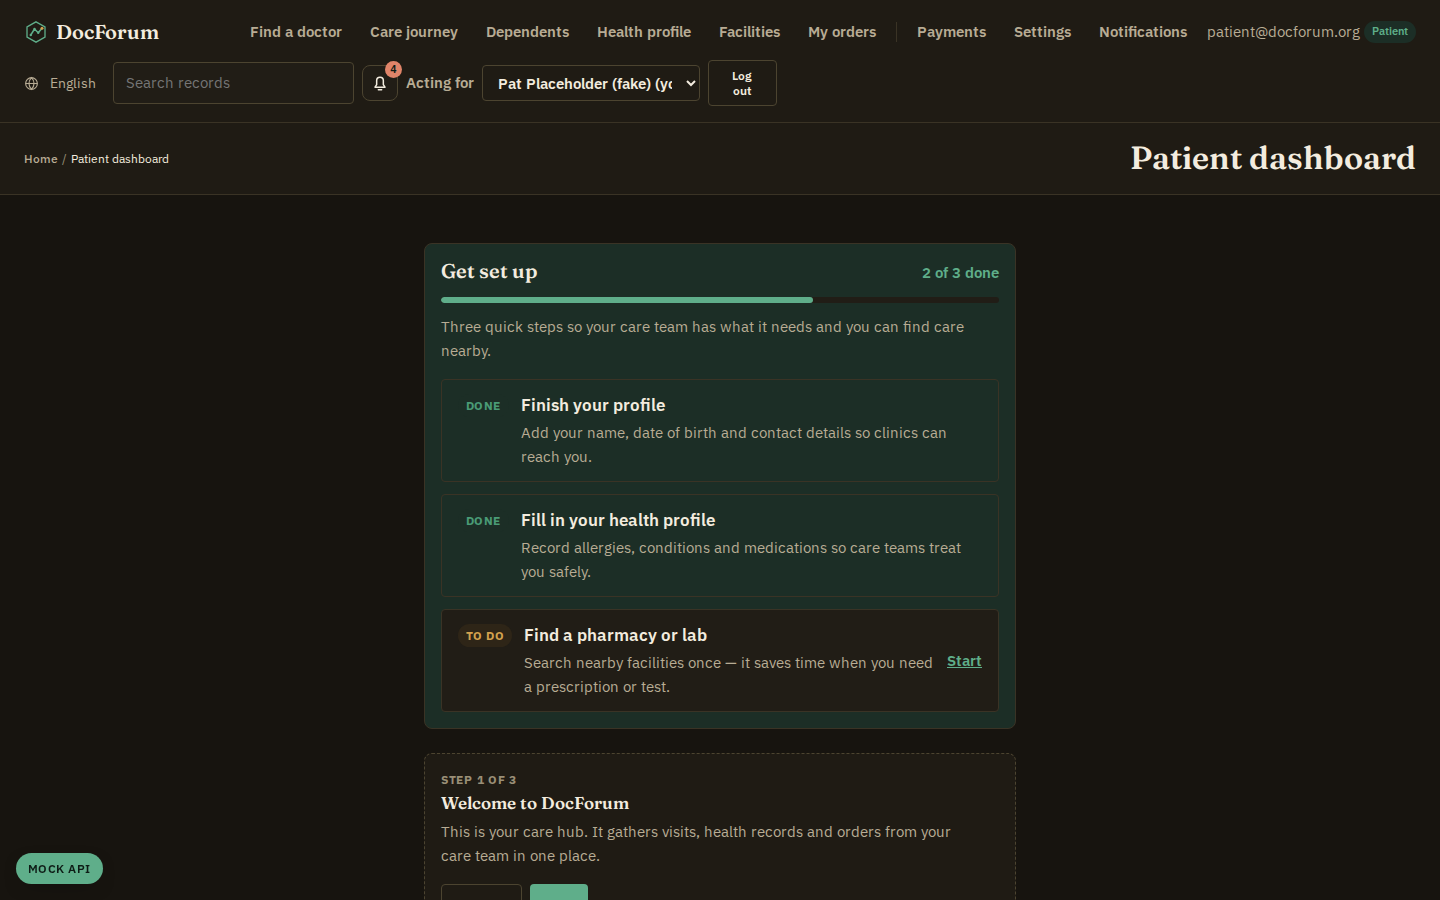 DocForum
Find a doctor
Care journey
Dependents
Health profile
Facilities
My orders
Payments
Settings
Notifications
patient@docforum.org
Patient
English
Search records
4
Acting for
Pat Placeholder (fake) (yo
Log
out
Home / Patient dashboard
Patient dashboard
Get set up
2 of 3 done
Three quick steps so your care team has what it needs and you can find care
nearby.
DONE
Finish your profile
Add your name, date of birth and contact details so clinics can
reach you.
DONE
Fill in your health profile
Record allergies, conditions and medications so care teams treat
you safely.
TO DO
Find a pharmacy or lab
Search nearby facilities once — it saves time when you need
a prescription or test.
Start
STEP 1 OF 3
Welcome to DocForum
This is your care hub. It gathers visits, health records and orders from your
care team in one place.
MOCK API